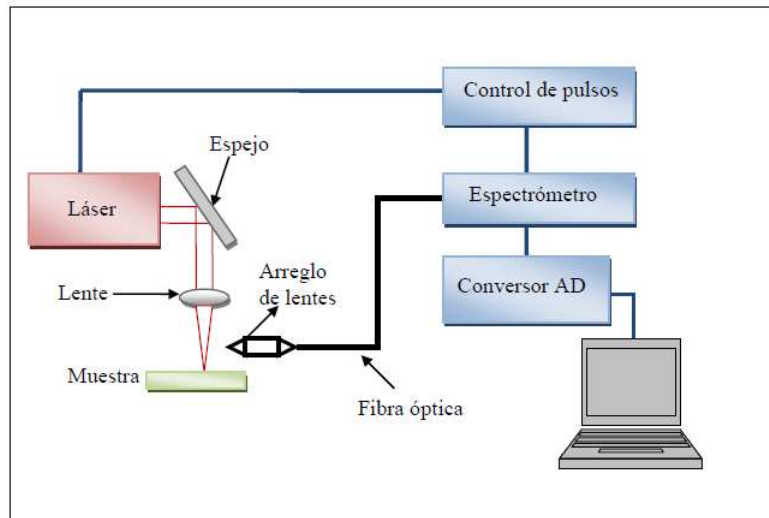 Control de pulsos
Espejo
Láser
Espectrómetro
Arreglo
de lentes
Lente
Conversor AD
Muestra
Fibra óptica